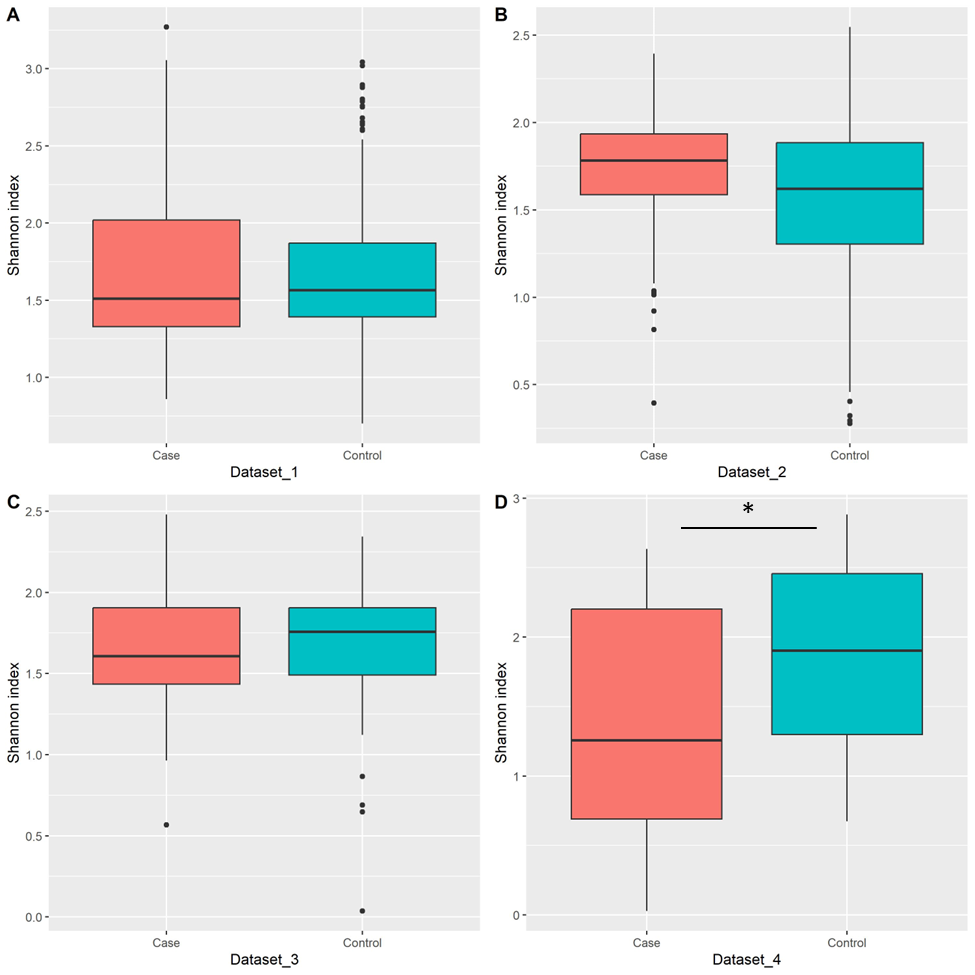 A
Shannon index
3.0
2.5
2.0
1.5
1.0
Case Control
Dataset_1
B
Shannon index
2.5
2.0
1.5
1.0
0.5
Case Control
Dataset_2
C
Shannon index
2.5
2.0
1.5
1.0
0.5
0.0
Case Control
Dataset_3
D
*
Shannon index
3
2
1
0
Case Control
Dataset_4